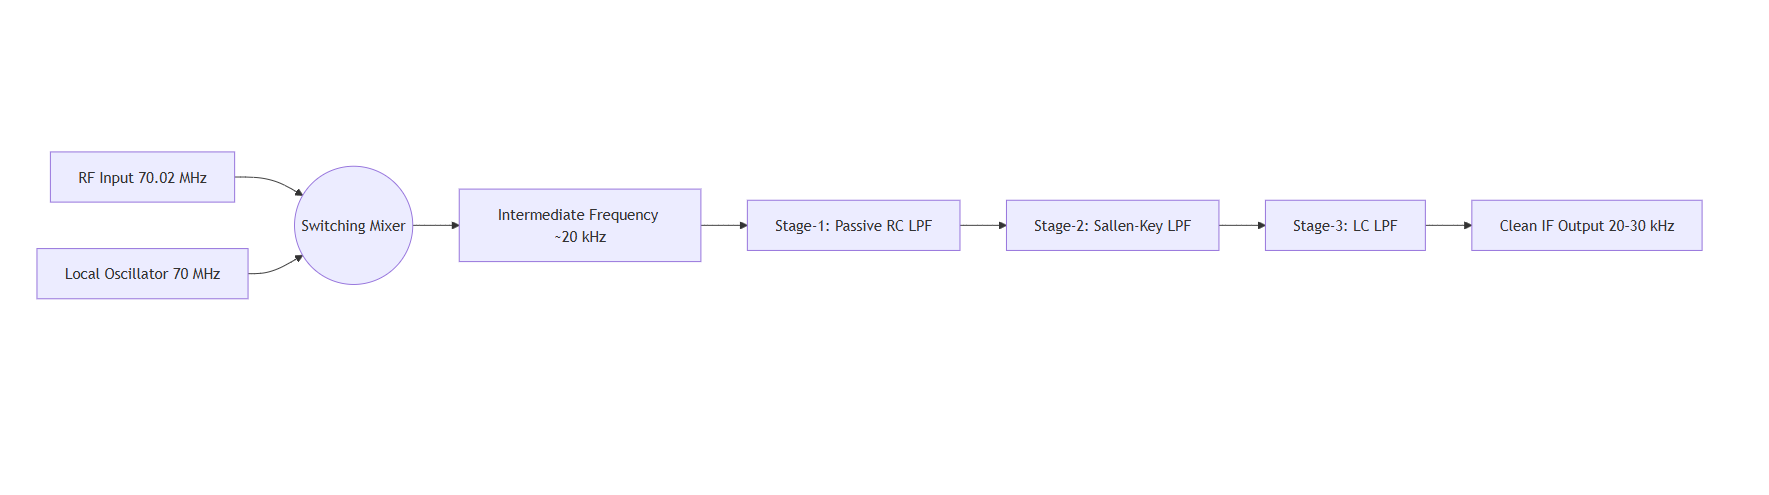 RF Input 70.02 MHz
Local Oscillator 70 MHz
Switching Mixer
Intermediate Frequency
~20 kHz
Stage-1: Passive RC LPF
Stage-2: Sallen-Key LPF
Stage-3: LC LPF
Clean IF Output 20-30 kHz